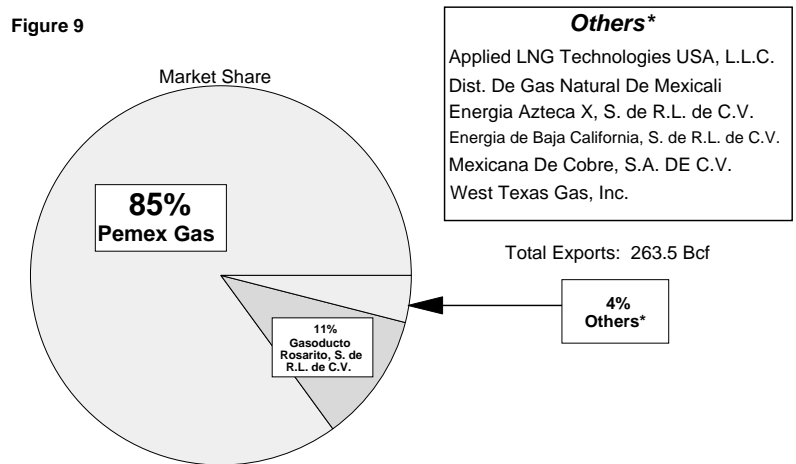 Figure 9
Others*
Applied LNG Technologies USA, L.L.C.
Dist. De Gas Natural De Mexicali
Energia Azteca X, S. de R.L. de C.V.
Energia de Baja California, S. de R.L. de C.V.
Mexicana De Cobre, S.A. DE C.V.
West Texas Gas, Inc.
Market Share
85%
Pemex Gas
Total Exports: 263.5 Bcf
4%
Others*
11%
Gasoducto
Rosarito, S. de
R.L. de C.V.